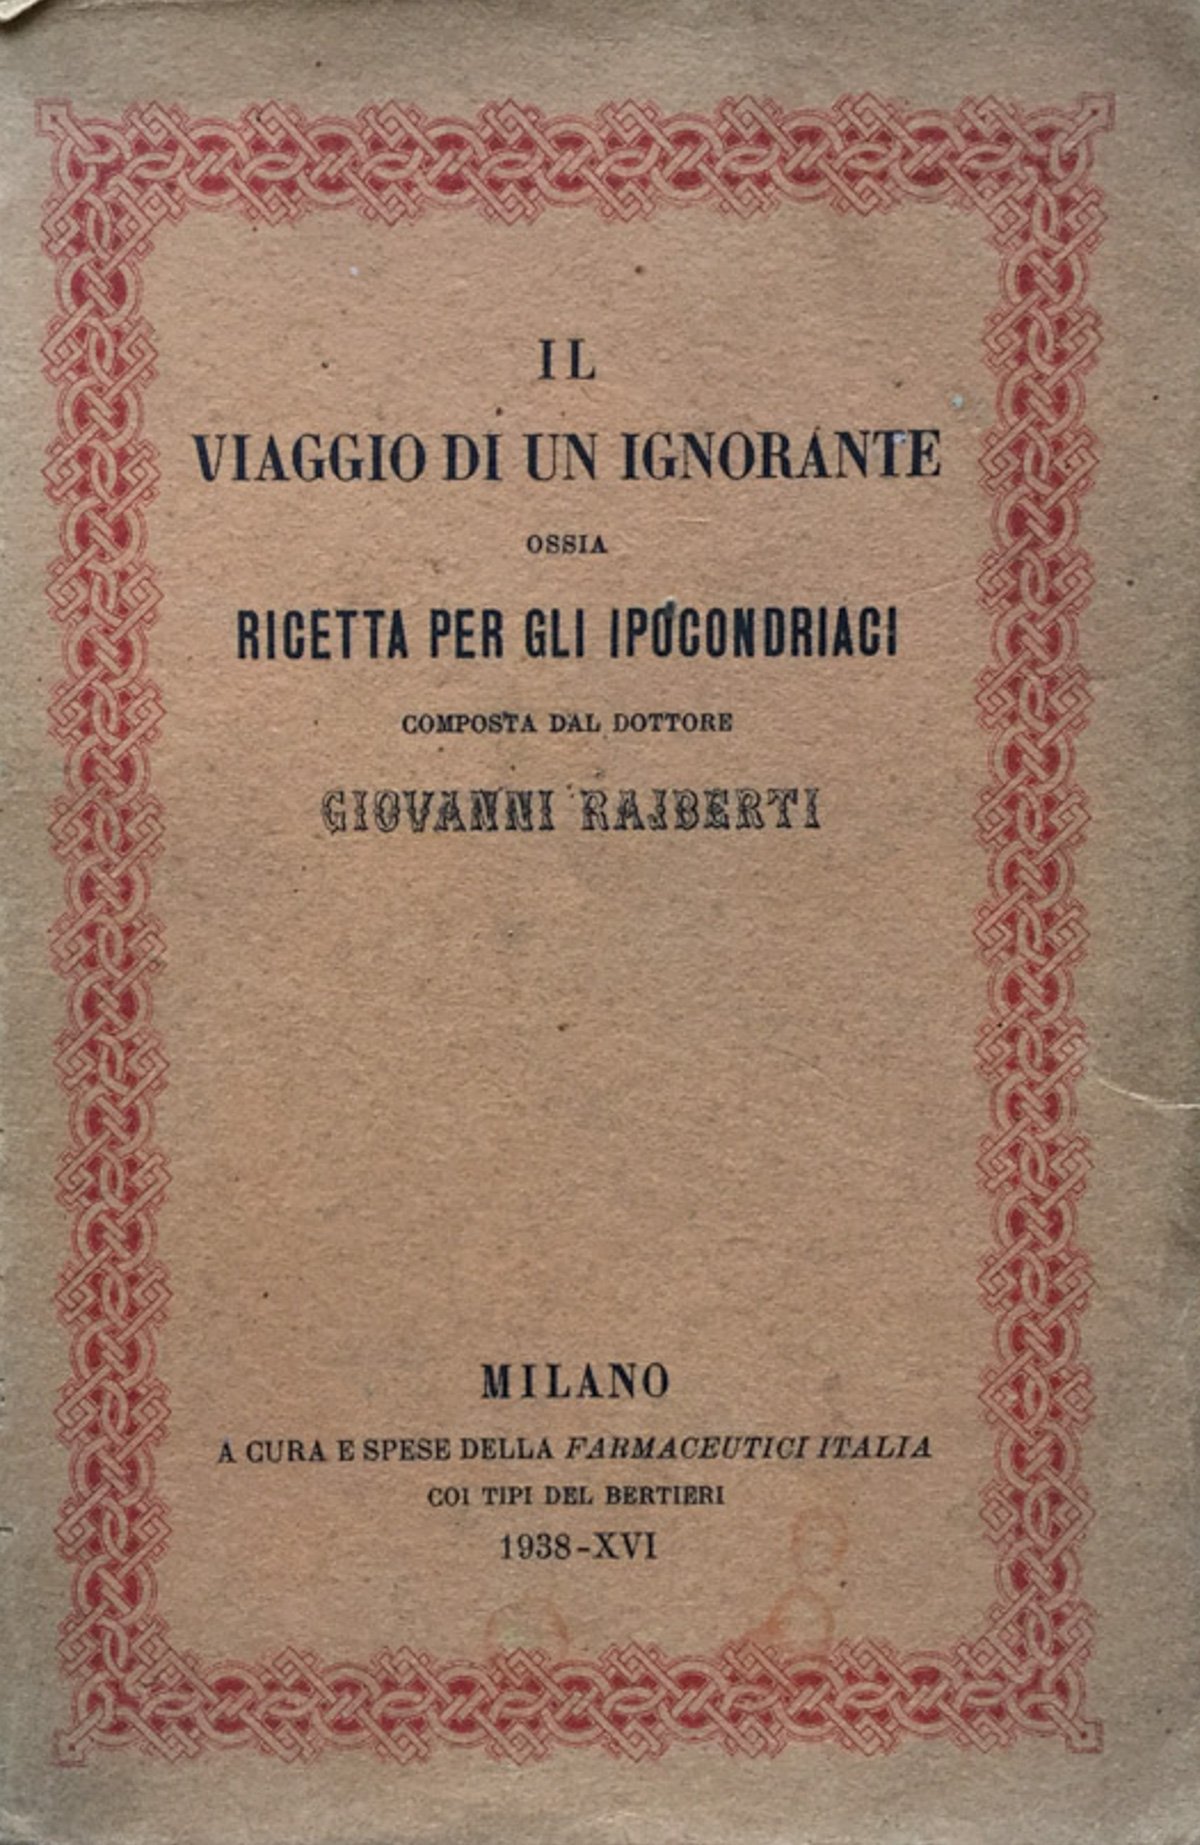 IL
VIAGGIO DI UN IGNORANTE
OSSIA
RICETTA PER GLI IPOCONDRIACI
COMPOSTA DAL DOTTORE
GIOVANNI RAJBERTI
MILANO
A CURA E SPESE DELLA FARMACEUTICI ITALIA
COI TIPI DEL BERTIERI
1938-XVI